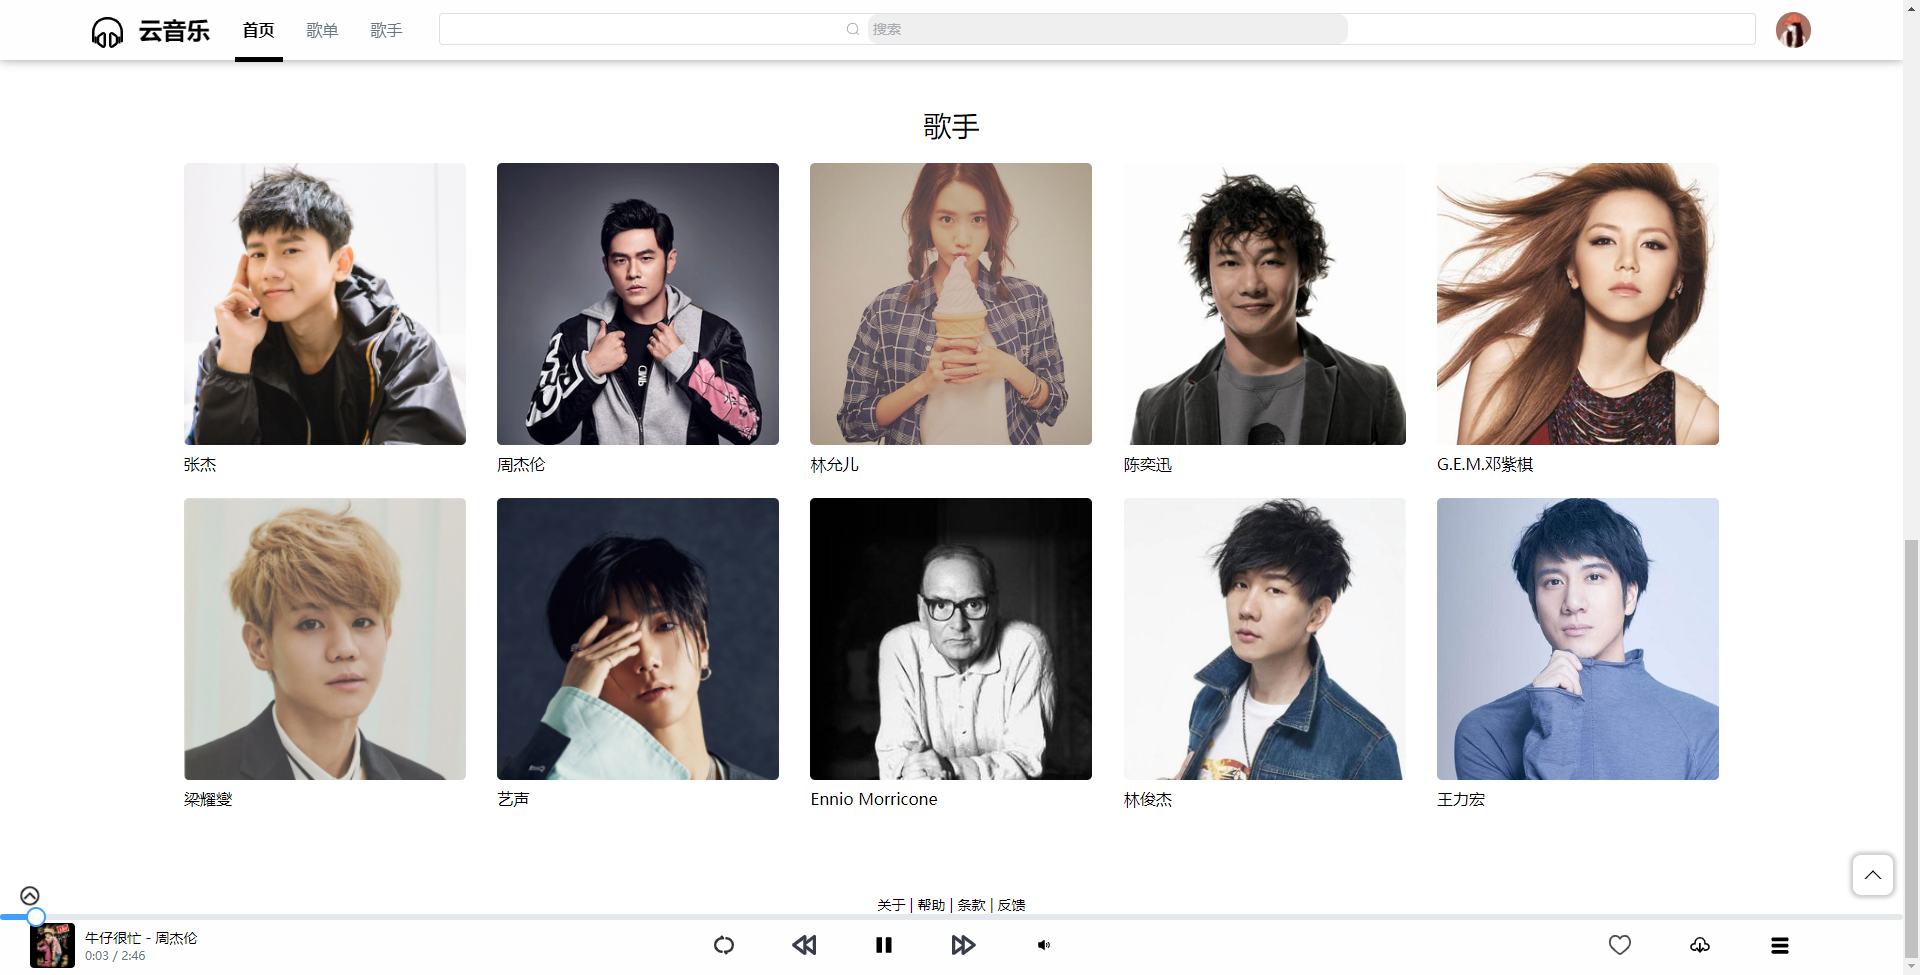 云音乐 首页 歌单 歌手 搜索
歌手
张杰 周杰伦 林允儿 陈奕迅 G.E.M.邓紫棋
梁耀燮 艺声 Ennio Morricone 林俊杰 王力宏
关于 | 帮助 | 条款 | 反馈
牛仔很忙 - 周杰伦
0:03 / 2:46